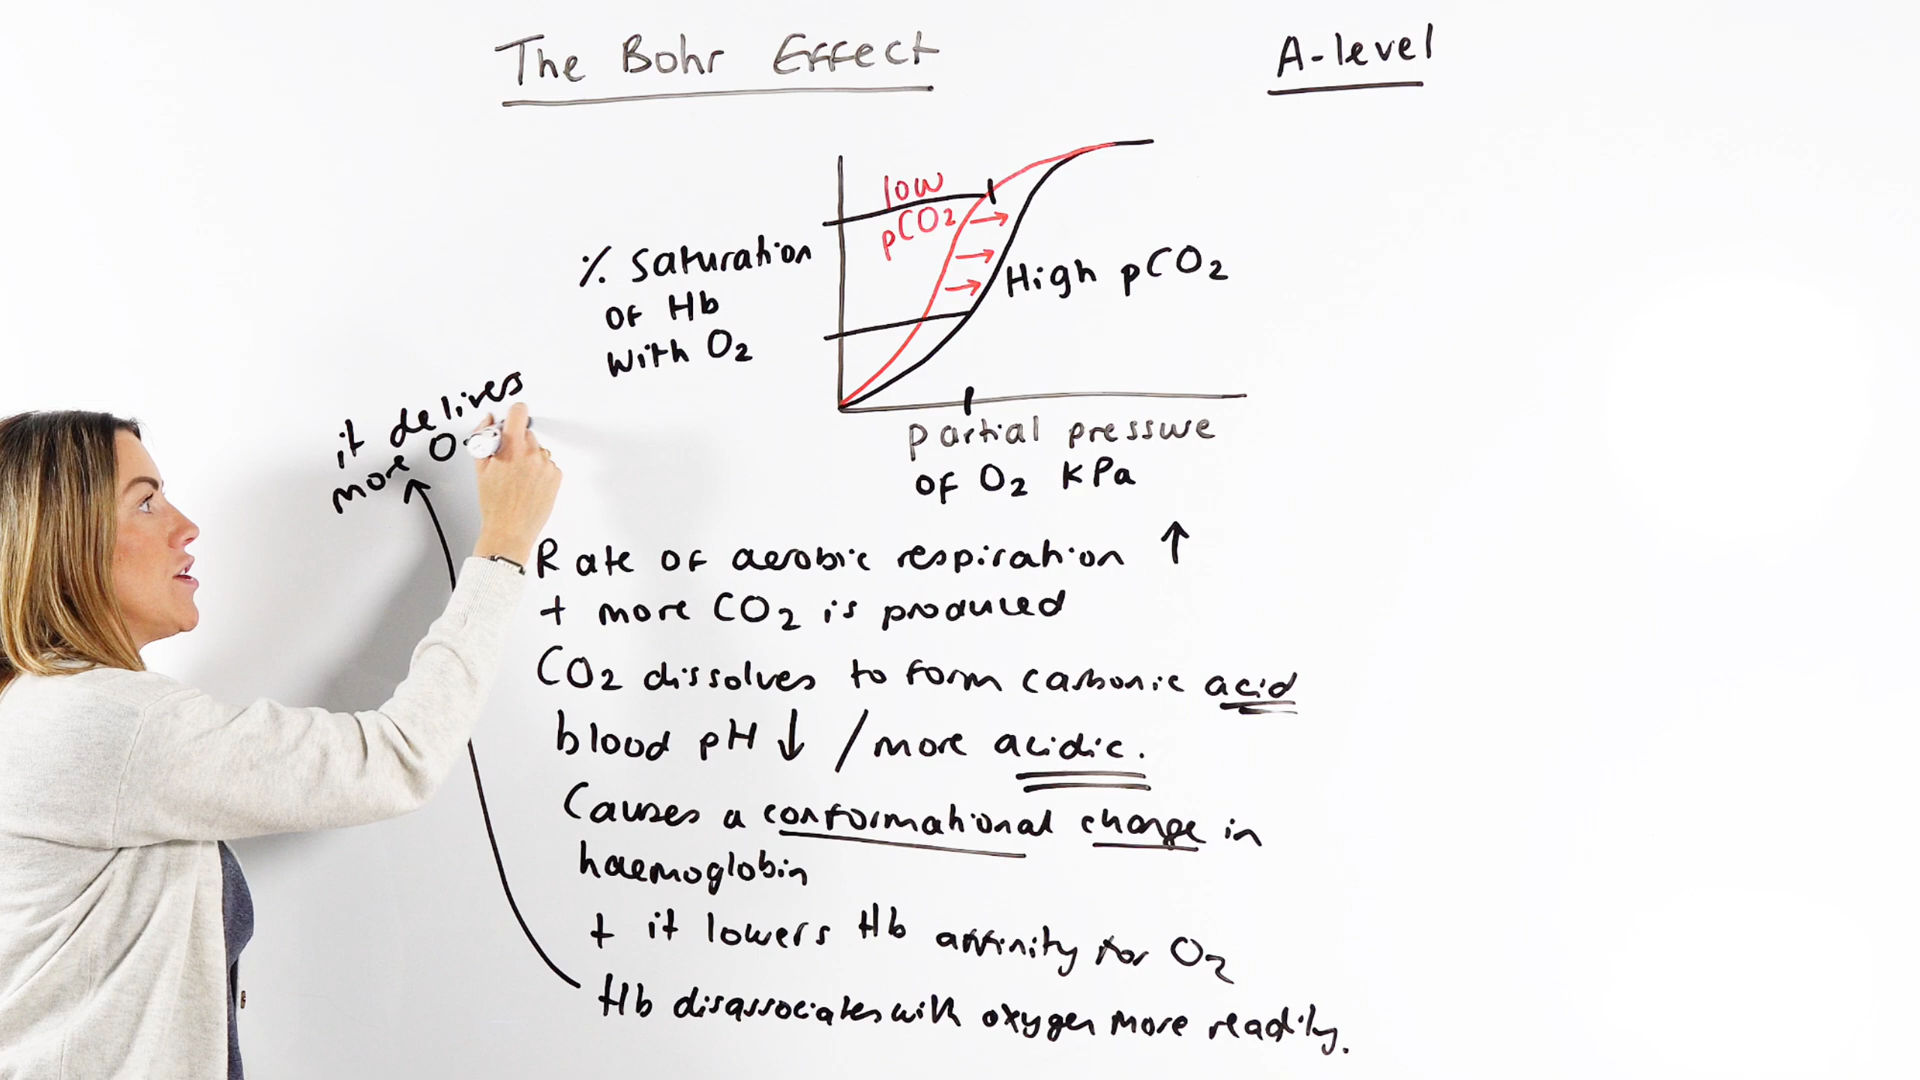 The Bohr Effect
A-level
low
pCO2
% saturation
of Hb
with O2
High pCO2
partial pressure
of O2 kPa
it delives
more O
Rate of aerobic respiration ↑
+ more CO2 is produced
CO2 dissolves to form carbonic acid
blood pH ↓ / more acidic.
Causes a conformational change in
haemoglobin
+ it lowers Hb affinity for O2
Hb disassociates with oxygen more readily.